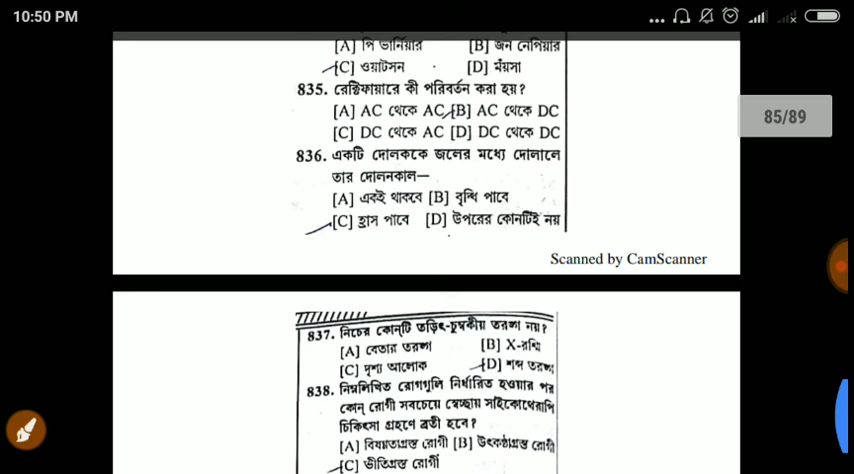 10:50 PM
[A] পি ভার্নিয়ার [B] জন নেপিয়ার
[C] ওয়াটসন [D] মঁয়সা
835. রেক্টিফায়ারে কী পরিবর্তন করা হয়?
[A] AC থেকে AC [B] AC থেকে DC
[C] DC থেকে AC [D] DC থেকে DC
85/89
836. একটি দোলককে জলের মধ্যে দোলালে
তার দোলনকাল—
[A] একই থাকবে [B] বৃদ্ধি পাবে
[C] হ্রাস পাবে [D] উপরের কোনটিই নয়
Scanned by CamScanner
837. নিচের কোন্‌টি তড়িৎ-চুম্বকীয় তরঙ্গ নয়?
[A] বেতার তরঙ্গ [B] X-রশ্মি
[C] দৃশ্য আলোক [D] শব্দ তরঙ্গ
838. নিম্নলিখিত রোগগুলি নির্ধারিত হওয়ার পর
কোন্ রোগী সবচেয়ে স্বেচ্ছায় সাইকোথেরাপি
চিকিৎসা গ্রহণে ব্রতী হবে?
[A] বিষাদগ্রস্ত রোগী [B] উৎকণ্ঠাগ্রস্ত রোগী
[C] ভীতিগ্রস্ত রোগী